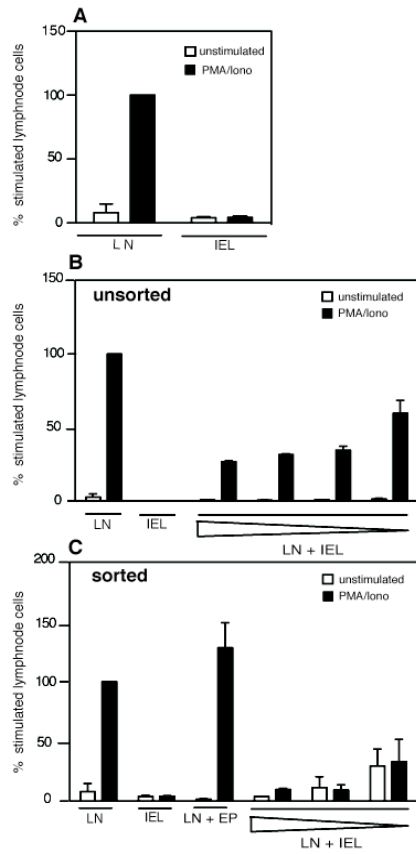 A
150
unstimulated
PMA/Iono
100
50
0
% stimulated lymphnode cells
L N
IEL
B
150
unsorted
unstimulated
PMA/Iono
100
50
0
% stimulated lymphnode cells
LN
IEL
LN + IEL
C
200
sorted
unstimulated
PMA/Iono
150
100
50
0
% stimulated lymphnode cells
LN
IEL
LN + EP
LN + IEL